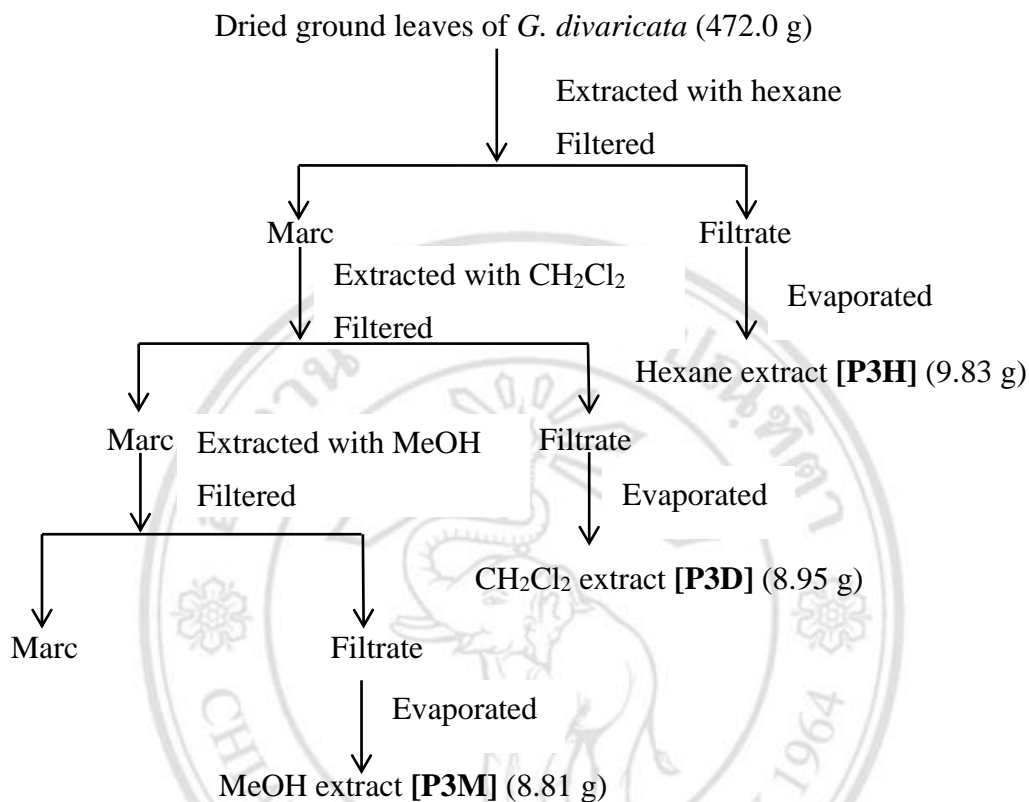 Dried ground leaves of G. divaricata (472.0 g)
Extracted with hexane
Filtered
Marc
Filtrate
Extracted with CH₂Cl₂
Evaporated
Filtered
Hexane extract [P3H] (9.83 g)
Marc
Extracted with MeOH
Filtrate
Filtered
Evaporated
CH₂Cl₂ extract [P3D] (8.95 g)
Marc
Filtrate
Evaporated
MeOH extract [P3M] (8.81 g)
1964